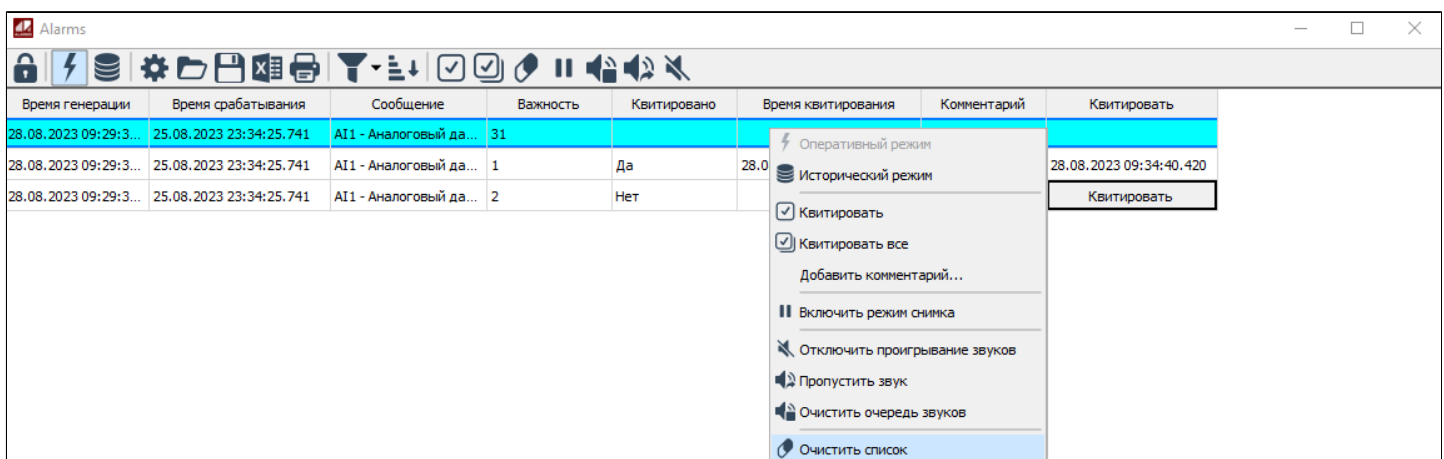 Alarms
Время генерации Время срабатывания Сообщение Важность Квитировано Время квитирования Комментарий Квитировать
28.08.2023 09:29:3... 25.08.2023 23:34:25.741 AI1 - Аналоговый да... 31
28.08.2023 09:29:3... 25.08.2023 23:34:25.741 AI1 - Аналоговый да... 1 Да 28.0 28.08.2023 09:34:40.420
28.08.2023 09:29:3... 25.08.2023 23:34:25.741 AI1 - Аналоговый да... 2 Нет Квитировать
Оперативный режим
Исторический режим
Квитировать
Квитировать все
Добавить комментарий...
Включить режим снимка
Отключить проигрывание звуков
Пропустить звук
Очистить очередь звуков
Очистить список